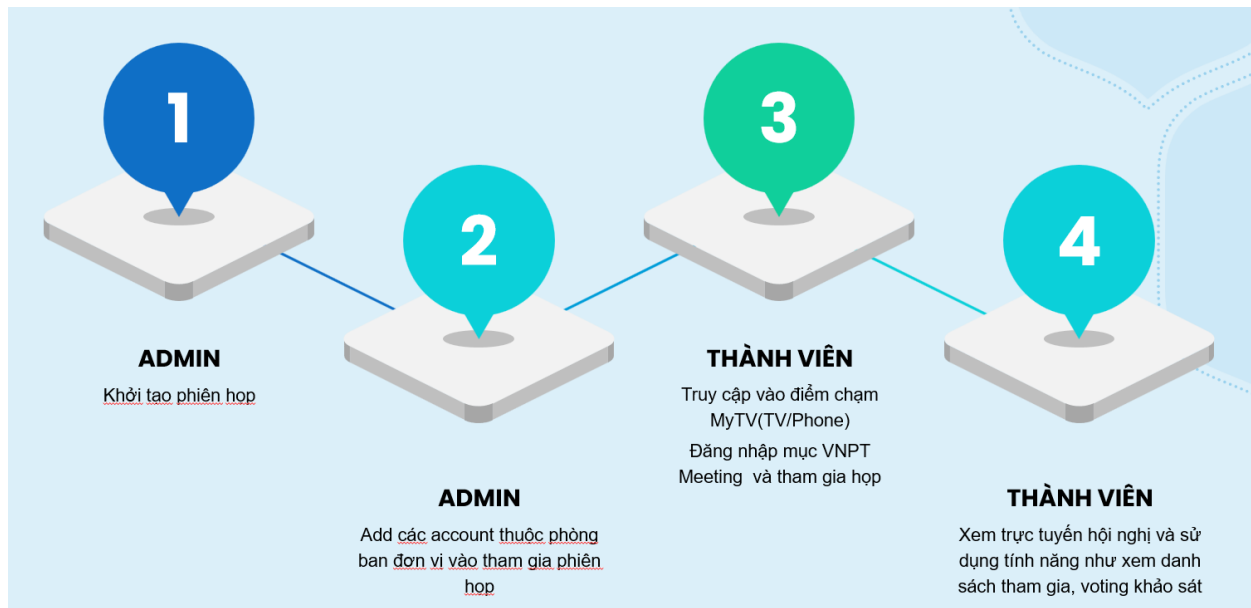 1
ADMIN
Khởi tạo phiên họp
2
ADMIN
Add các account thuộc phòng
ban đơn vị vào tham gia phiên
họp
3
THÀNH VIÊN
Truy cập vào điểm chạm
MyTV(TV/Phone)
Đăng nhập mục VNPT
Meeting và tham gia họp
4
THÀNH VIÊN
Xem trực tuyến hội nghị và sử
dụng tính năng như xem danh
sách tham gia, voting khảo sát